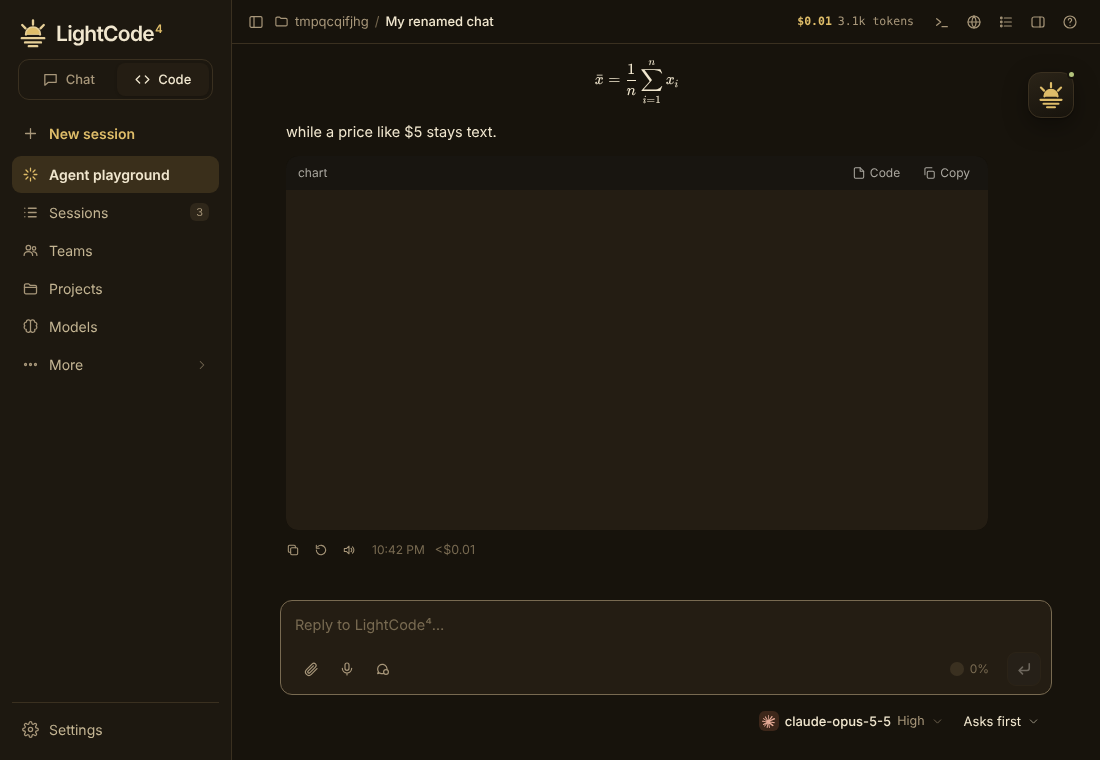 LightCode⁴
Chat
Code
New session
Agent playground
Sessions 3
Teams
Projects
Models
More
Settings
tmpqcqifjhg / My renamed chat
$0.01 3.1k tokens
x̄ = 1/n ∑ᵢ₌₁ⁿ xᵢ
while a price like $5 stays text.
chart
Code
Copy
10:42 PM <$0.01
Reply to LightCode⁴...
0%
claude-opus-5-5 High
Asks first